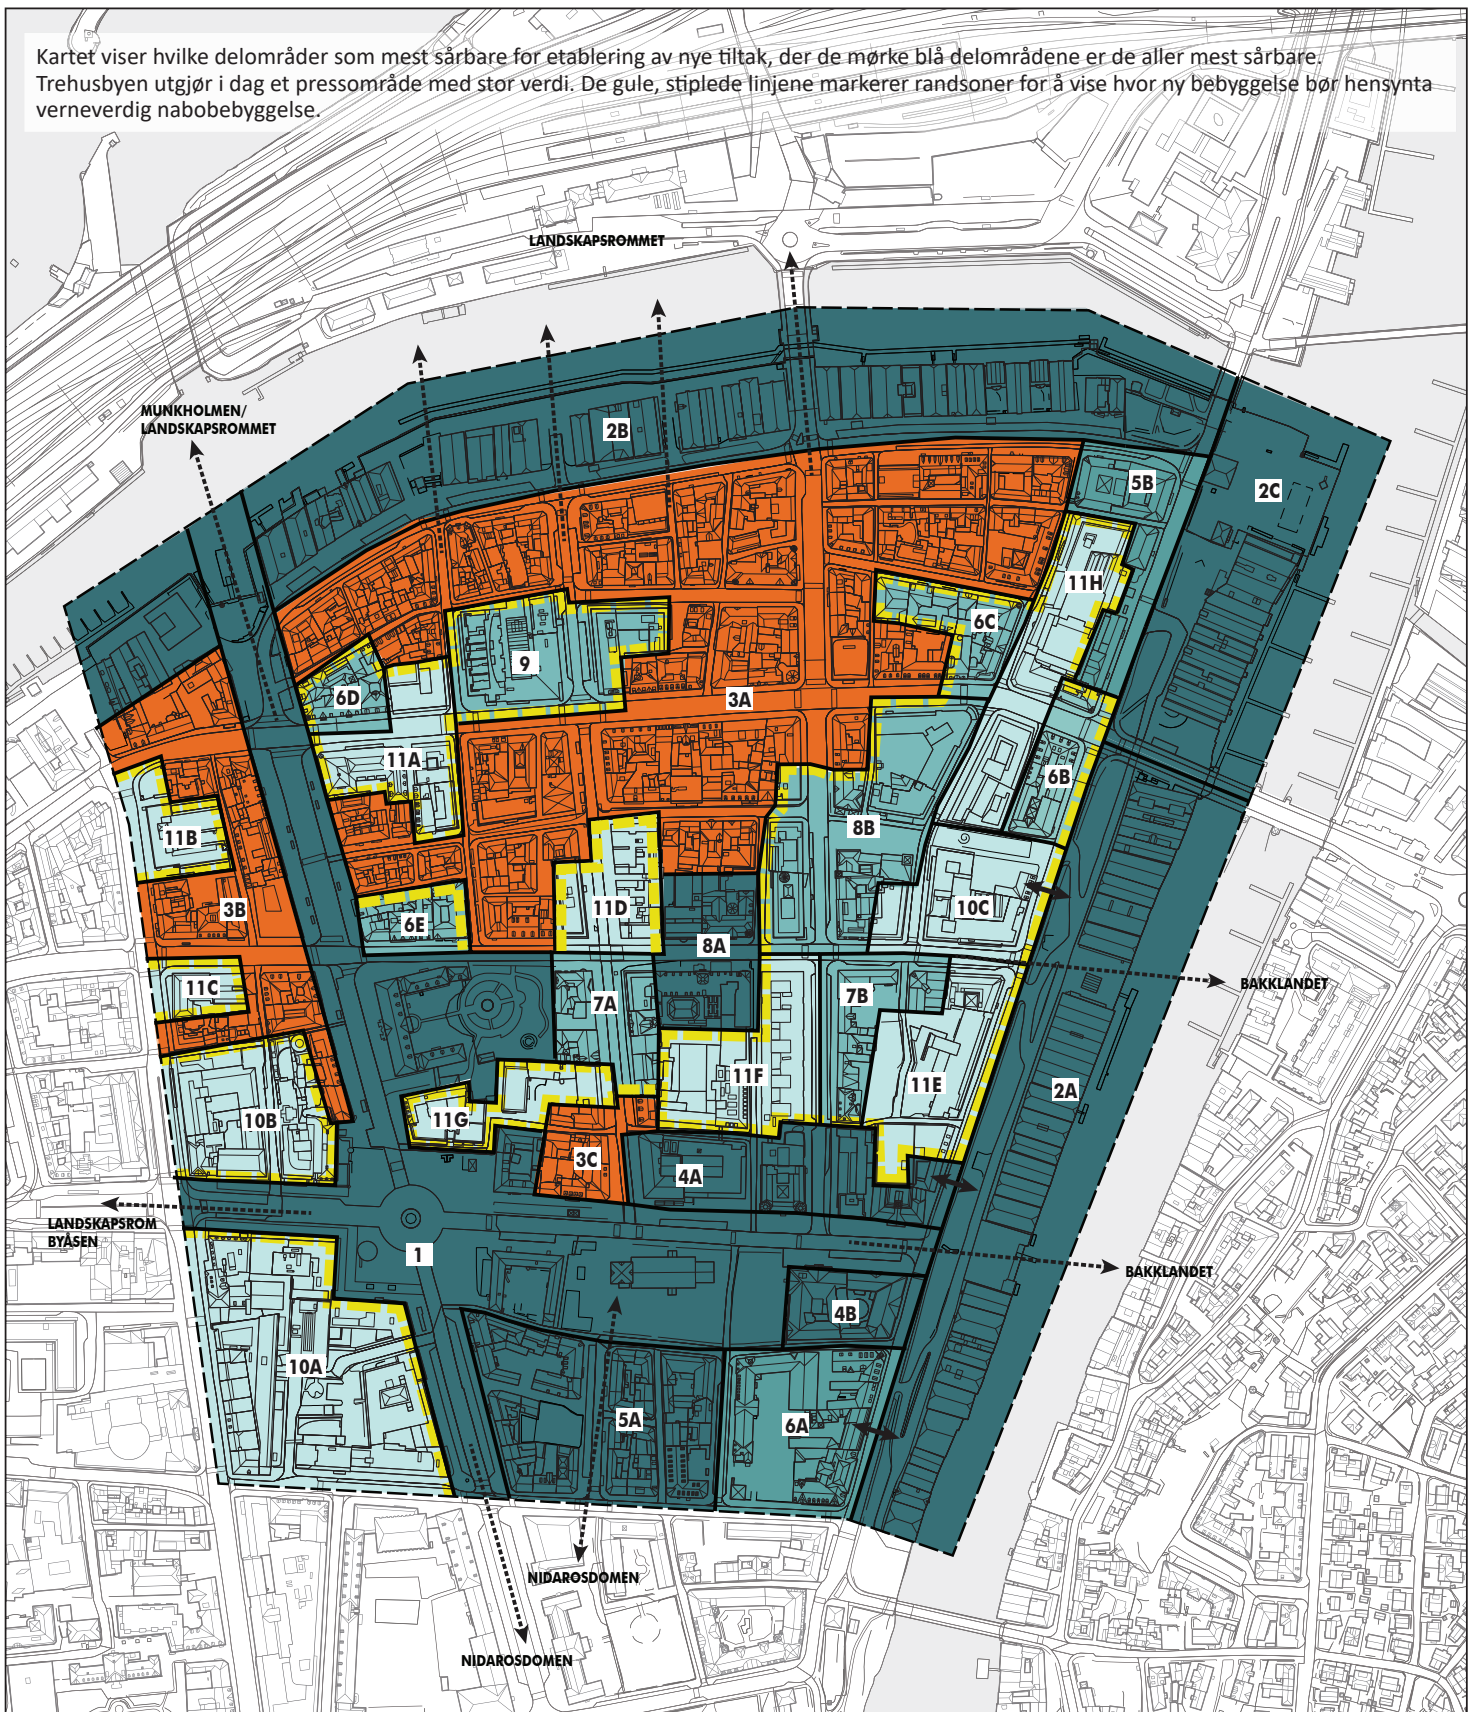 Kartet viser hvilke delområder som mest sårbare for etablering av nye tiltak, der de mørke blå delområdene er de aller mest sårbare.
Trehusbyen utgjør i dag et pressområde med stor verdi. De gule, stiplede linjene markerer randsoner for å vise hvor ny bebyggelse bør hensynta
verneverdig nabobebyggelse.
LANDSKAPSROMMET
MUNKHOLMEN/
LANDSKAPSROMMET
2B
5B
2C
11H
6C
9
6D
3A
11A
6B
11B
8B
3B
11D
10C
6E
8A
11C
7A
7B
BAKKLANDET
11F
11E
2A
11G
10B
3C
4A
LANDSKAPSROM
BYÅSEN
1
BAKKLANDET
4B
10A
5A
6A
NIDAROSDOMEN
NIDAROSDOMEN